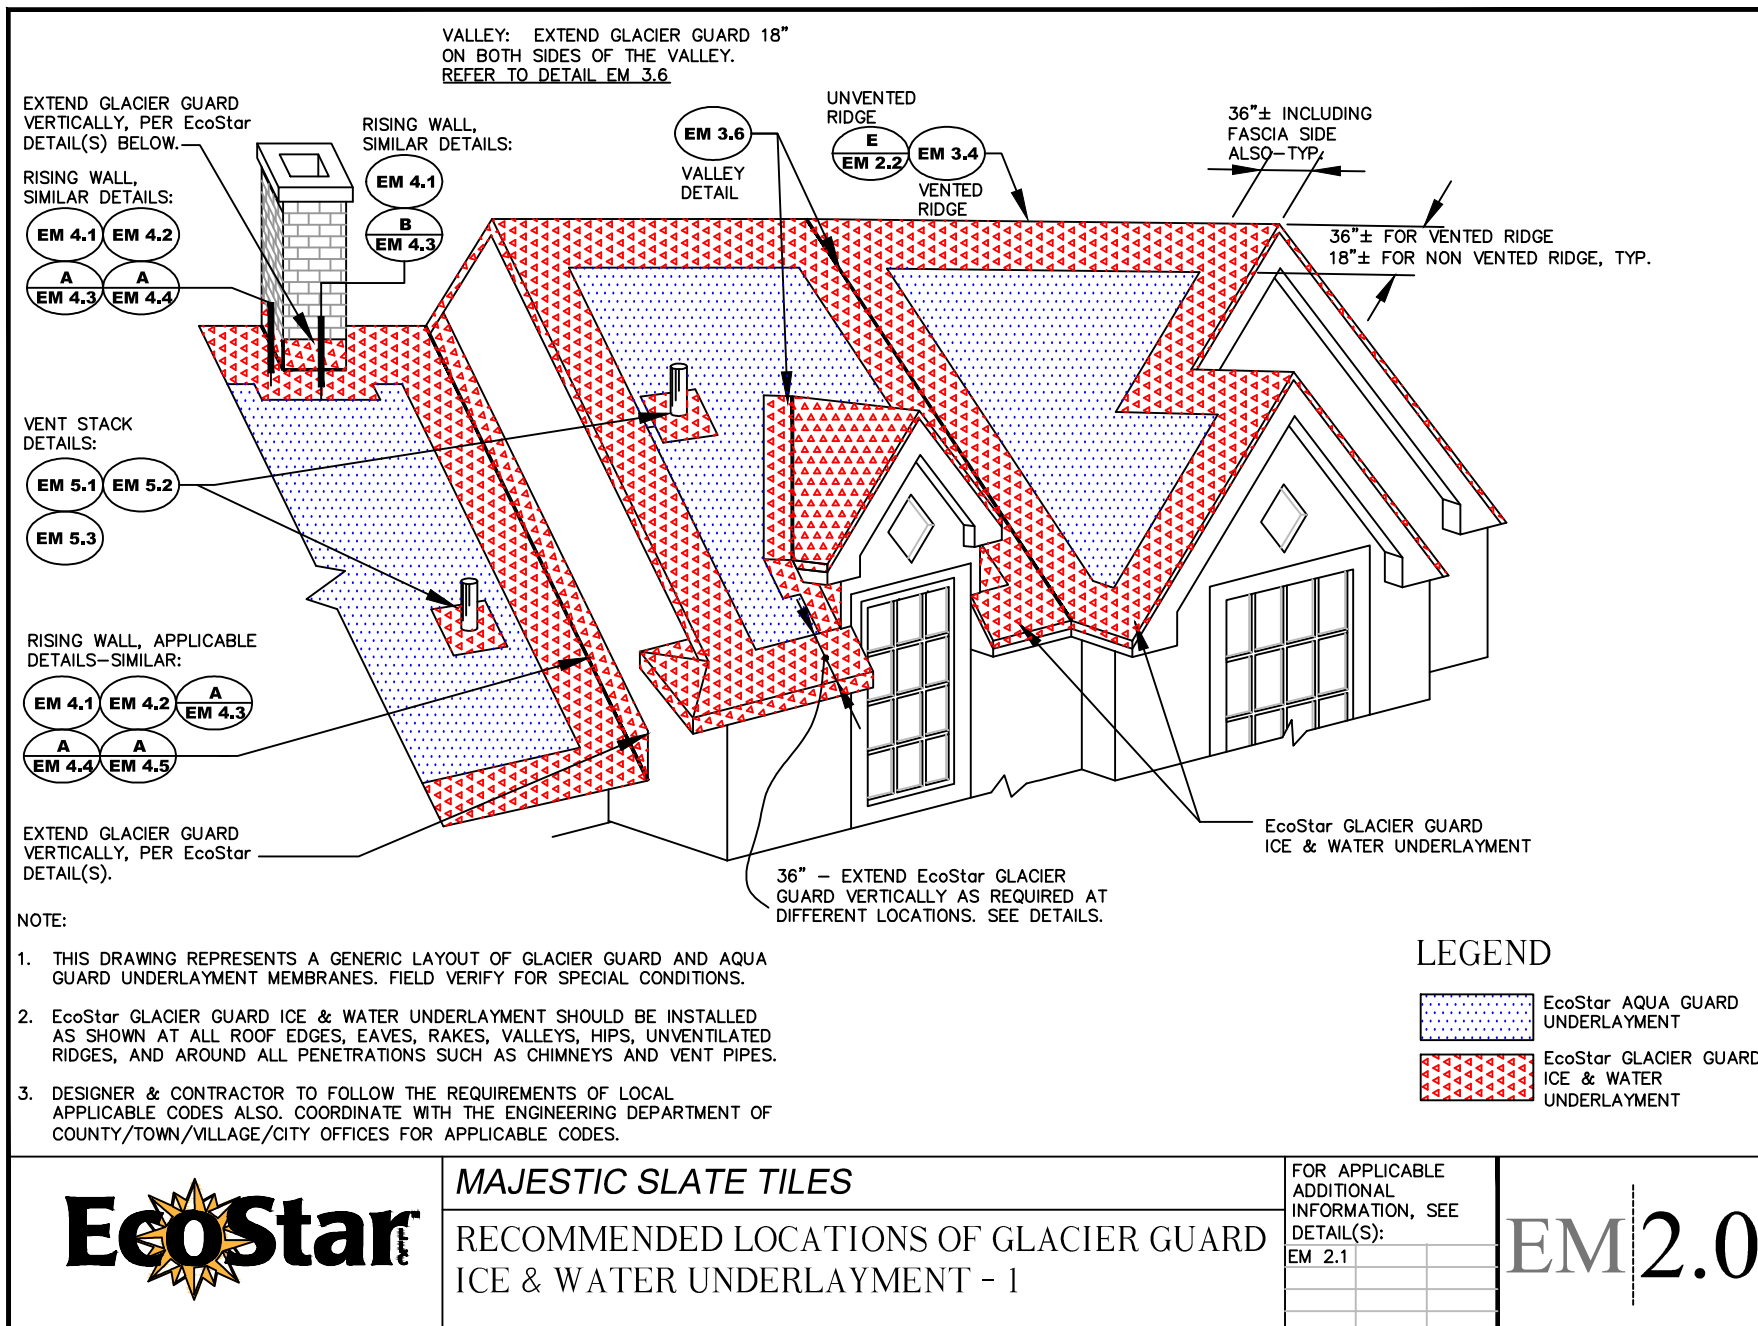 VALLEY: EXTEND GLACIER GUARD 18"
ON BOTH SIDES OF THE VALLEY.
REFER TO DETAIL EM 3.6
EXTEND GLACIER GUARD
VERTICALLY, PER EcoStar
DETAIL(S) BELOW.
RISING WALL,
SIMILAR DETAILS:
EM 4.1 EM 4.2
A A
EM 4.3 EM 4.4
RISING WALL,
SIMILAR DETAILS:
EM 4.1
B
EM 4.3
EM 3.6
VALLEY
DETAIL
UNVENTED
RIDGE
E
EM 2.2 EM 3.4
VENTED
RIDGE
36"± INCLUDING
FASCIA SIDE
ALSO-TYP.
36"± FOR VENTED RIDGE
18"± FOR NON VENTED RIDGE, TYP.
VENT STACK
DETAILS:
EM 5.1 EM 5.2
EM 5.3
RISING WALL, APPLICABLE
DETAILS-SIMILAR:
EM 4.1 EM 4.2 A
EM 4.3
A A
EM 4.4 EM 4.5
EXTEND GLACIER GUARD
VERTICALLY, PER EcoStar
DETAIL(S).
36" - EXTEND EcoStar GLACIER
GUARD VERTICALLY AS REQUIRED AT
DIFFERENT LOCATIONS. SEE DETAILS.
EcoStar GLACIER GUARD
ICE & WATER UNDERLAYMENT
NOTE:
1. THIS DRAWING REPRESENTS A GENERIC LAYOUT OF GLACIER GUARD AND AQUA
GUARD UNDERLAYMENT MEMBRANES. FIELD VERIFY FOR SPECIAL CONDITIONS.
2. EcoStar GLACIER GUARD ICE & WATER UNDERLAYMENT SHOULD BE INSTALLED
AS SHOWN AT ALL ROOF EDGES, EAVES, RAKES, VALLEYS, HIPS, UNVENTILATED
RIDGES, AND AROUND ALL PENETRATIONS SUCH AS CHIMNEYS AND VENT PIPES.
3. DESIGNER & CONTRACTOR TO FOLLOW THE REQUIREMENTS OF LOCAL
APPLICABLE CODES ALSO. COORDINATE WITH THE ENGINEERING DEPARTMENT OF
COUNTY/TOWN/VILLAGE/CITY OFFICES FOR APPLICABLE CODES.
LEGEND
EcoStar AQUA GUARD
UNDERLAYMENT
EcoStar GLACIER GUARD
ICE & WATER
UNDERLAYMENT
EcoStar
MAJESTIC SLATE TILES
RECOMMENDED LOCATIONS OF GLACIER GUARD
ICE & WATER UNDERLAYMENT - 1
FOR APPLICABLE
ADDITIONAL
INFORMATION, SEE
DETAIL(S):
EM 2.1
EM 2.0